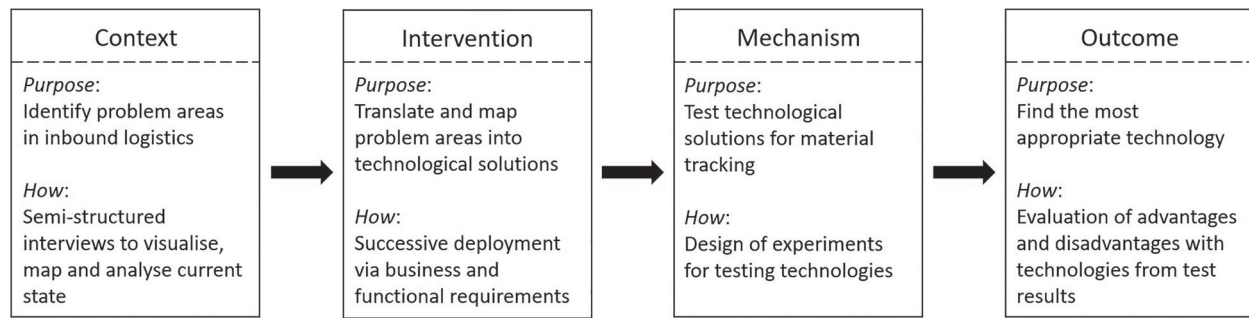 Context
Purpose:
Identify problem areas
in inbound logistics
How:
Semi-structured
interviews to visualise,
map and analyse current
state
Intervention
Purpose:
Translate and map
problem areas into
technological solutions
How:
Successive deployment
via business and
functional requirements
Mechanism
Purpose:
Test technological
solutions for material
tracking
How:
Design of experiments
for testing technologies
Outcome
Purpose:
Find the most
appropriate technology
How:
Evaluation of advantages
and disadvantages with
technologies from test
results